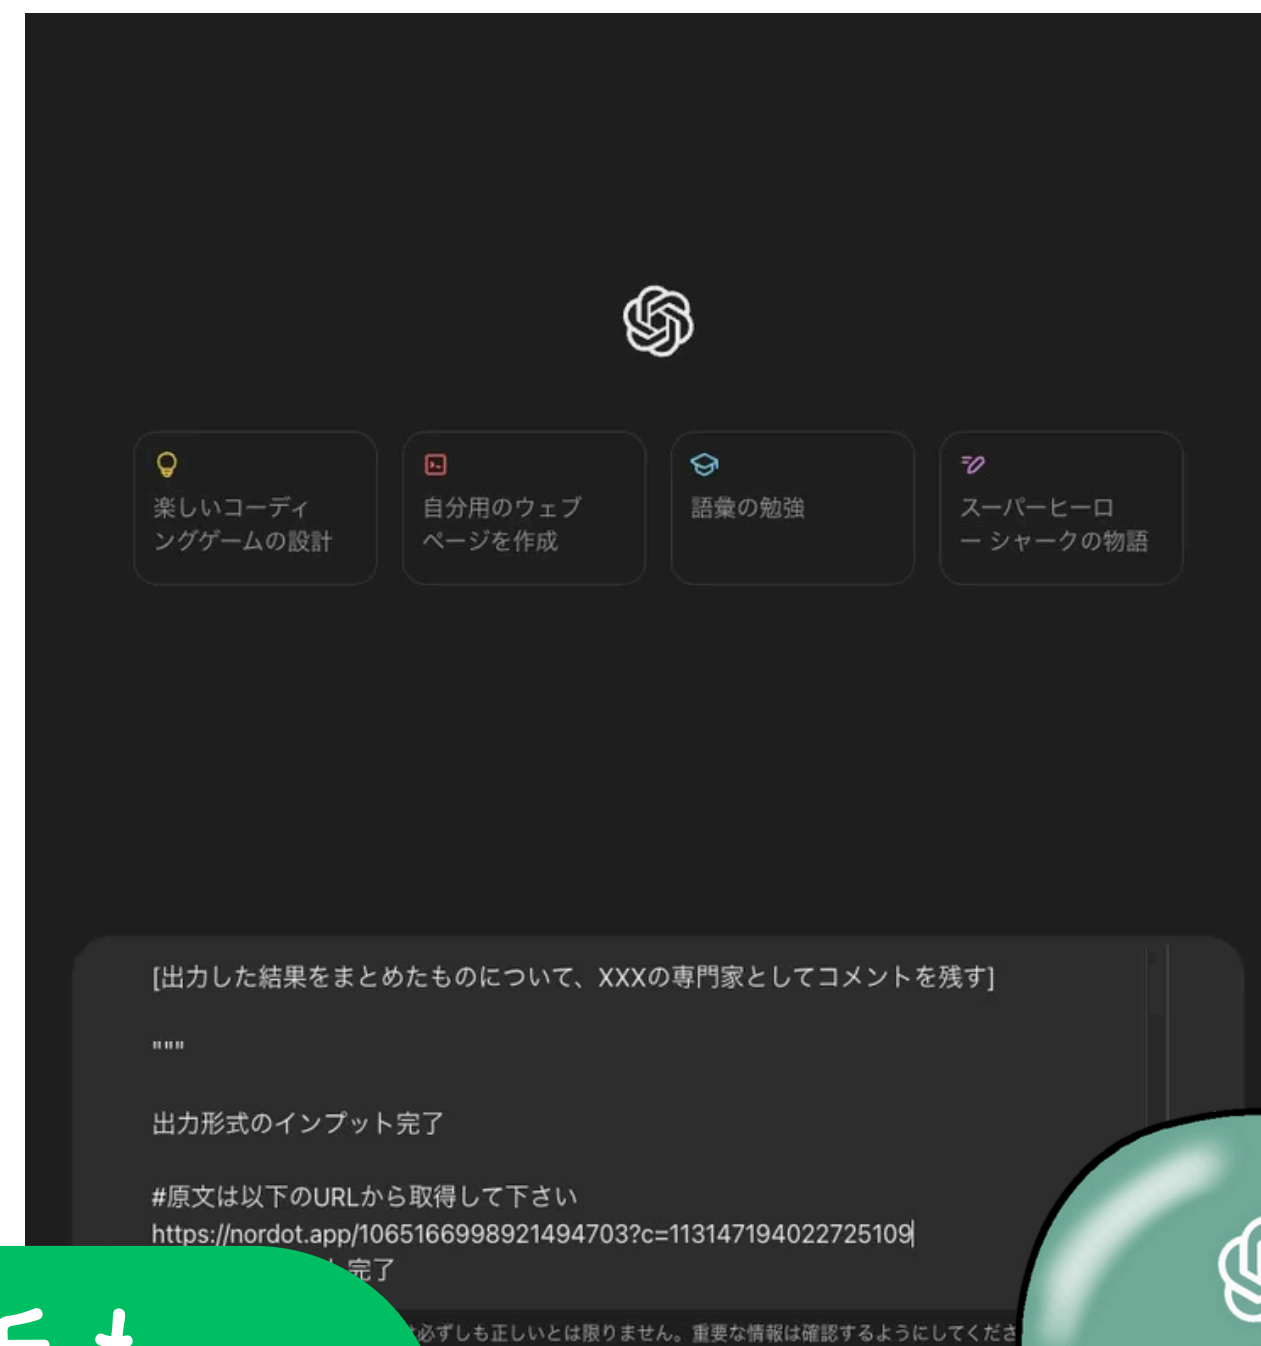 楽しいコーディ
ングゲームの設計
自分用のウェブ
ページを作成
語彙の勉強
スーパーヒーロ
ー シャークの物語
[出力した結果をまとめたものについて、XXXの専門家としてコメントを残す]
"""
出力形式のインプット完了
#原文は以下のURLから取得して下さい
https://nordot.app/1065166998921494703?c=113147194022725109
完了
必ずしも正しいとは限りません。重要な情報は確認するようにしてくださ